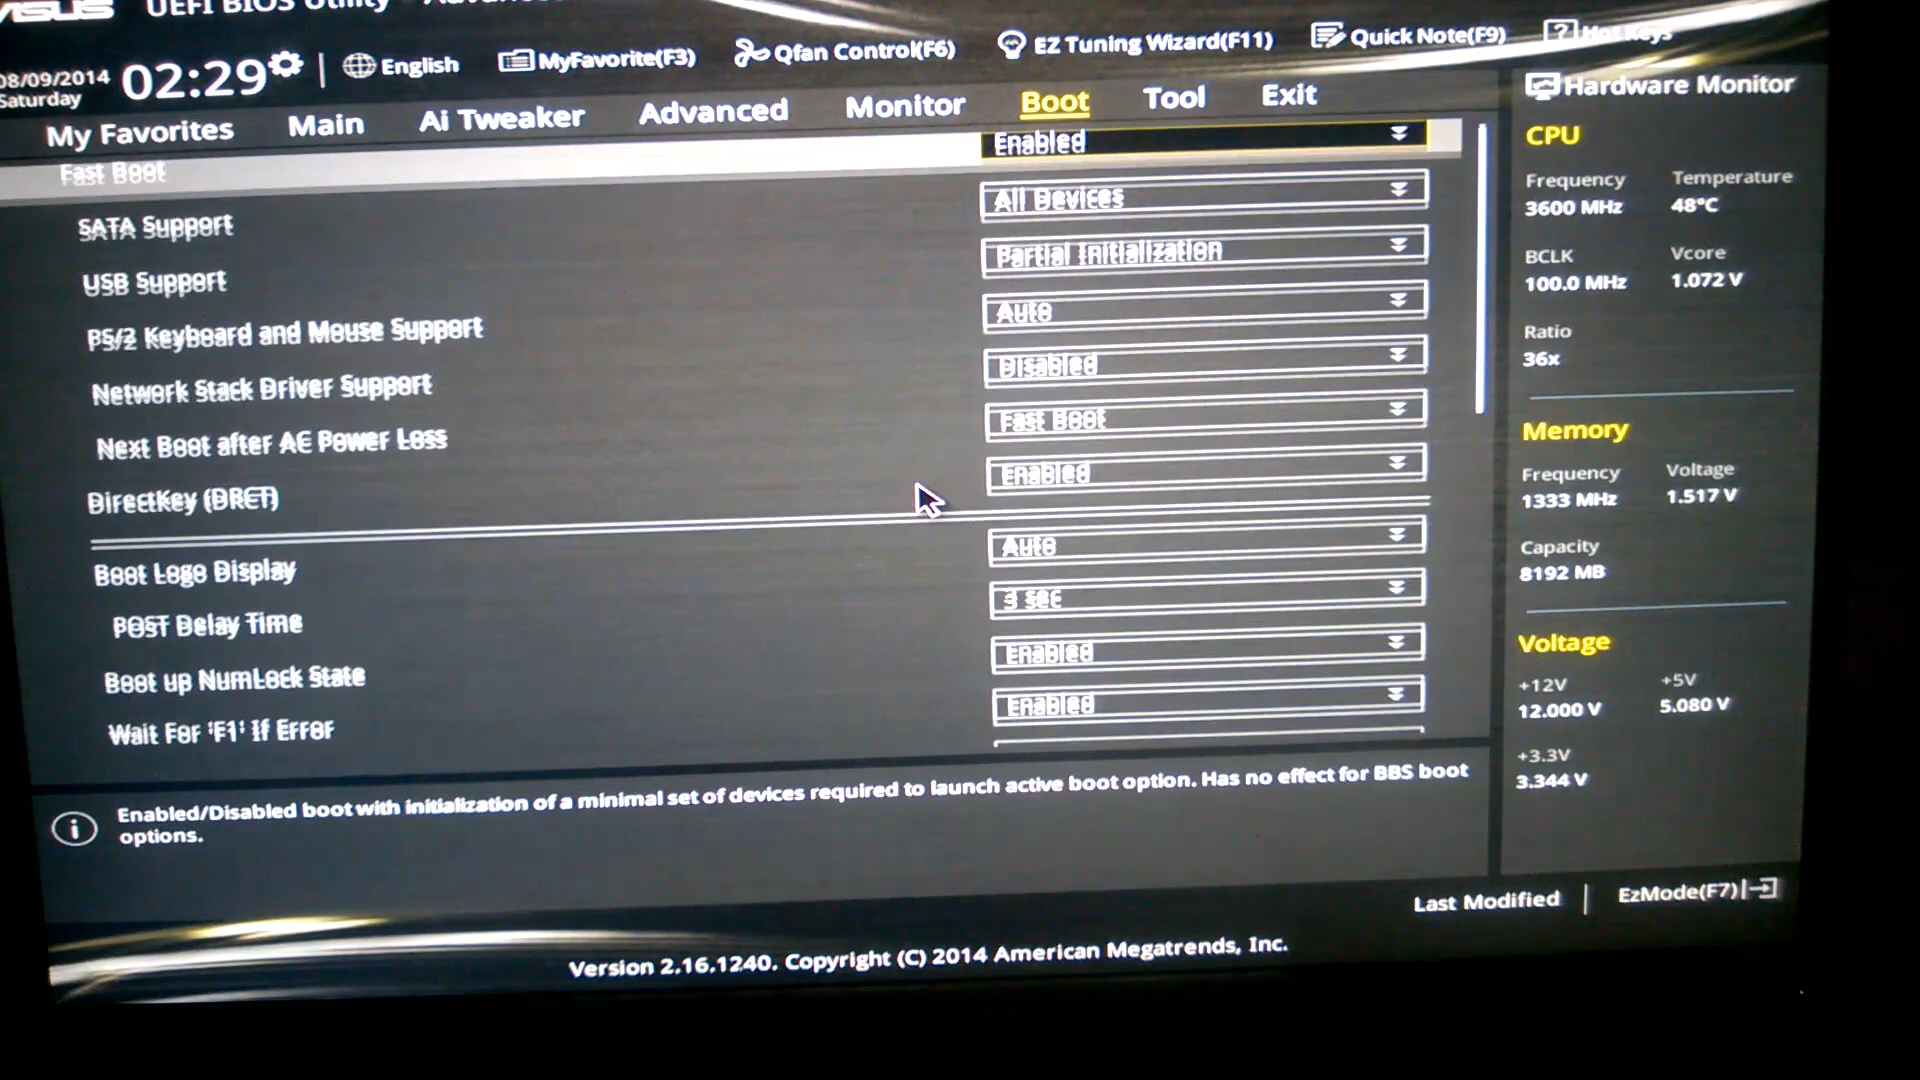 ASUS UEFI BIOS Utility -
08/09/2014
Saturday
02:29
English
MyFavorite(F3)
Qfan Control(F6)
EZ Tuning Wizard(F11)
Quick Note(F9)
Hot Keys
My Favorites Main Ai Tweaker Advanced Monitor Boot Tool Exit
Fast Boot Enabled
SATA Support All Devices
USB Support Partial Initialization
PS/2 Keyboard and Mouse Support Auto
Network Stack Driver Support Disabled
Next Boot after AC Power Loss Fast Boot
DirectKey (DRCT) Enabled
Boot Logo Display Auto
POST Delay Time 3 sec
Boot up NumLock State Enabled
Wait For 'F1' If Error Enabled
Enabled/Disabled boot with initialization of a minimal set of devices required to launch active boot option. Has no effect for BBS boot
options.
Hardware Monitor
CPU
Frequency Temperature
3600 MHz 48°C
BCLK Vcore
100.0 MHz 1.072 V
Ratio
36x
Memory
Frequency Voltage
1333 MHz 1.517 V
Capacity
8192 MB
Voltage
+12V +5V
12.000 V 5.080 V
+3.3V
3.344 V
Last Modified
EzMode(F7)
Version 2.16.1240. Copyright (C) 2014 American Megatrends, Inc.